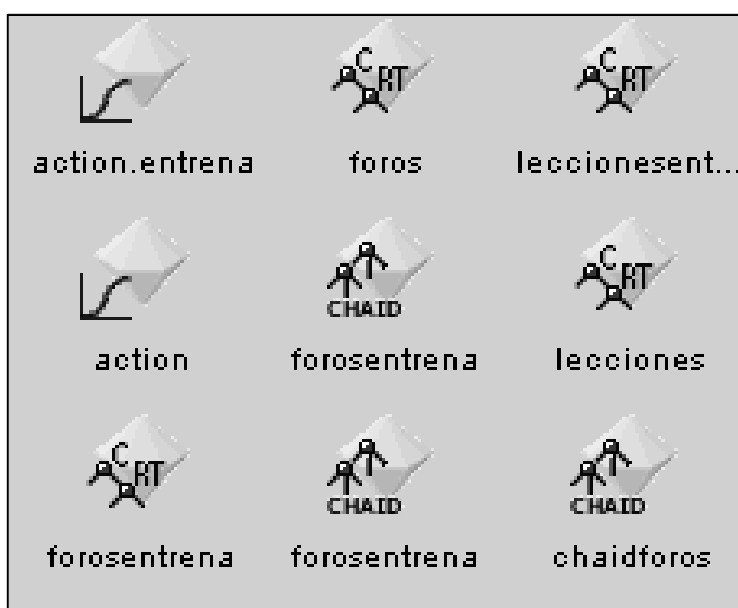 C RT C RT
action.entrena foros leccionesent...
CHAID C RT
action forosentrena lecciones
C RT CHAID CHAID
forosentrena forosentrena chaidforos